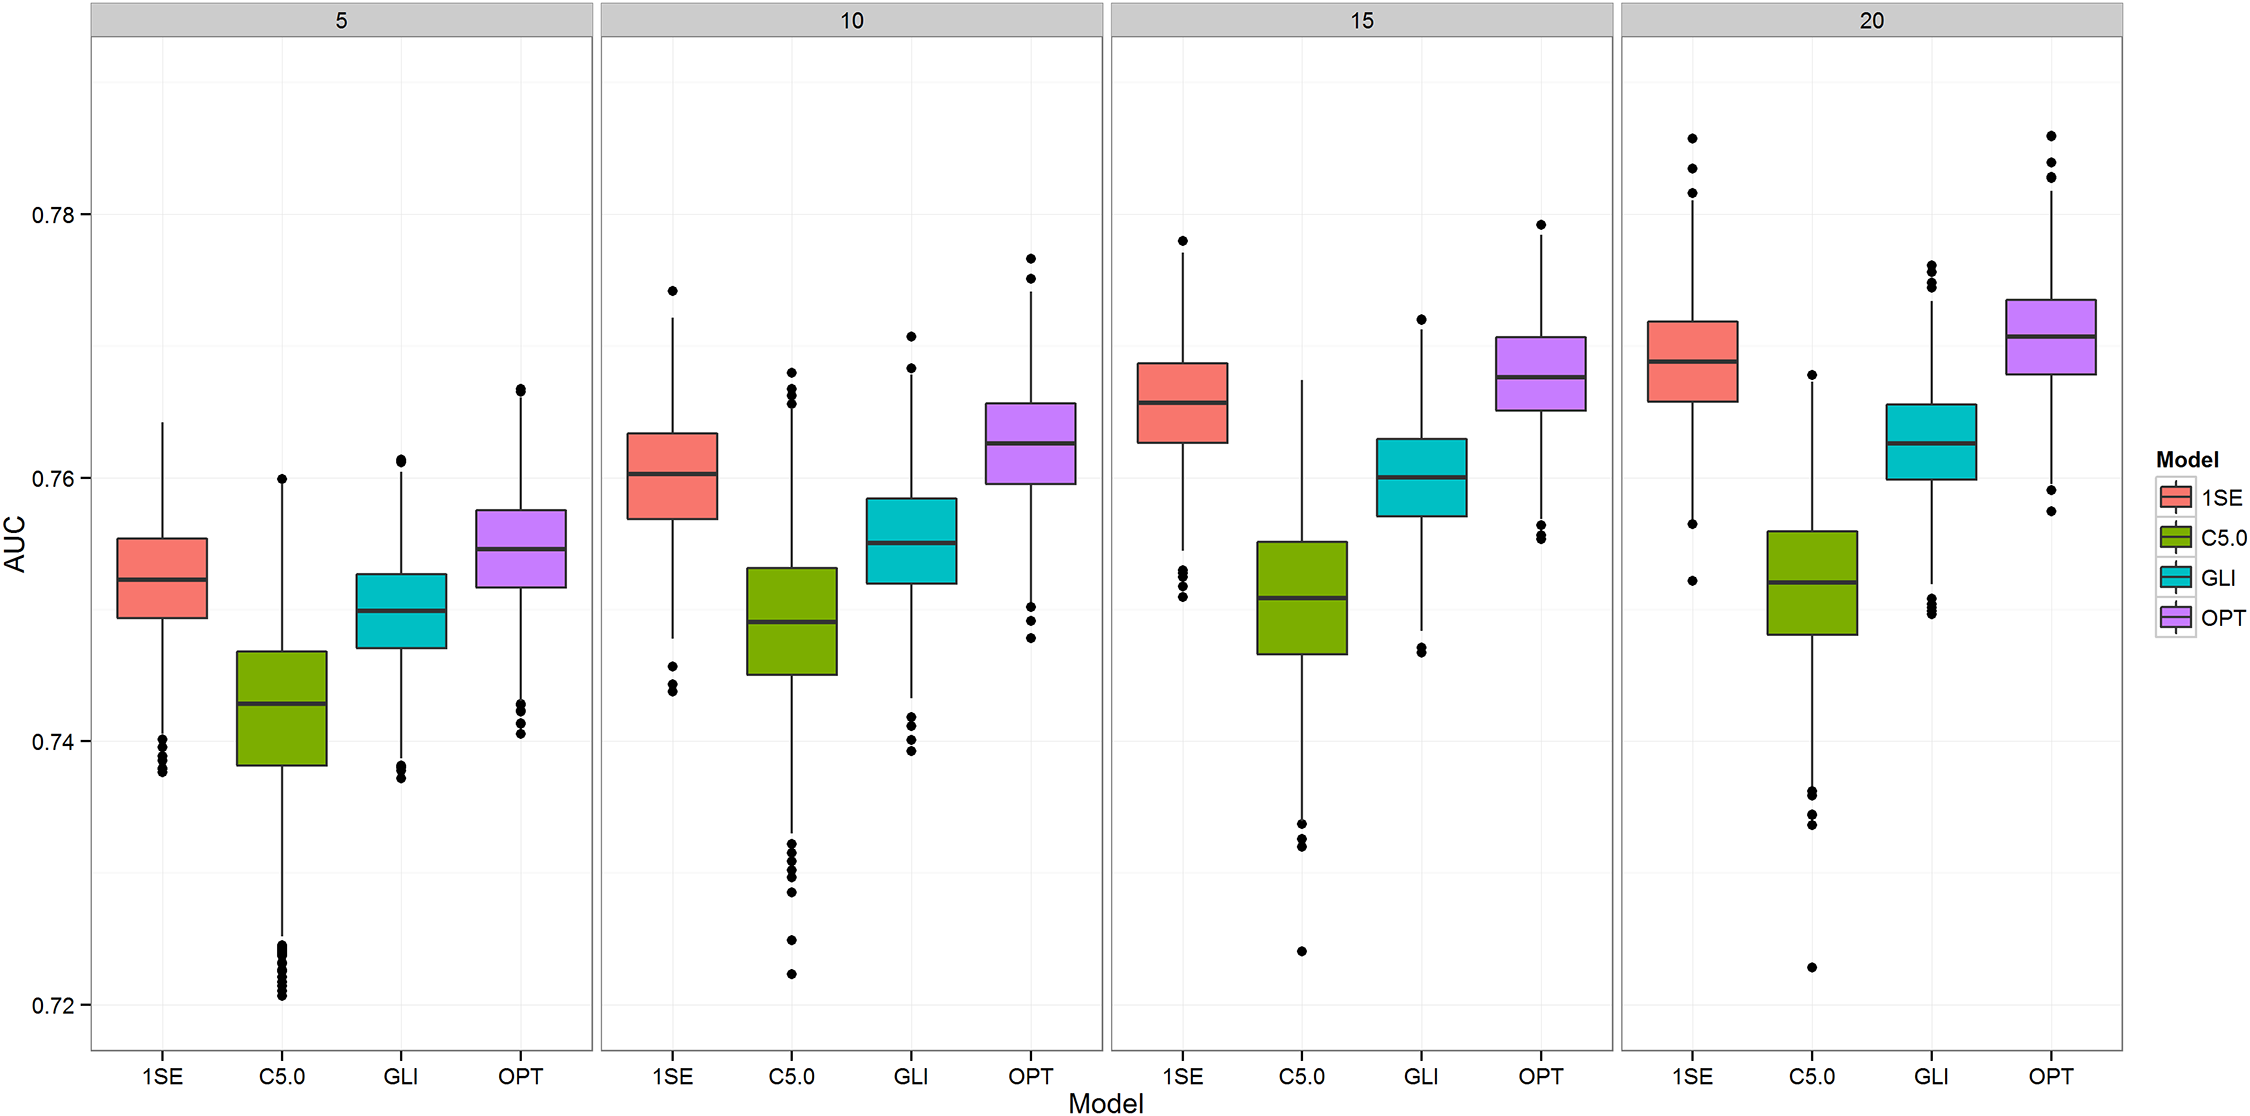 5 10 15 20
0.78
0.76
0.74
0.72
AUC
1SE C5.0 GLI OPT 1SE C5.0 GLI OPT 1SE C5.0 GLI OPT 1SE C5.0 GLI OPT
Model
Model
1SE
C5.0
GLI
OPT